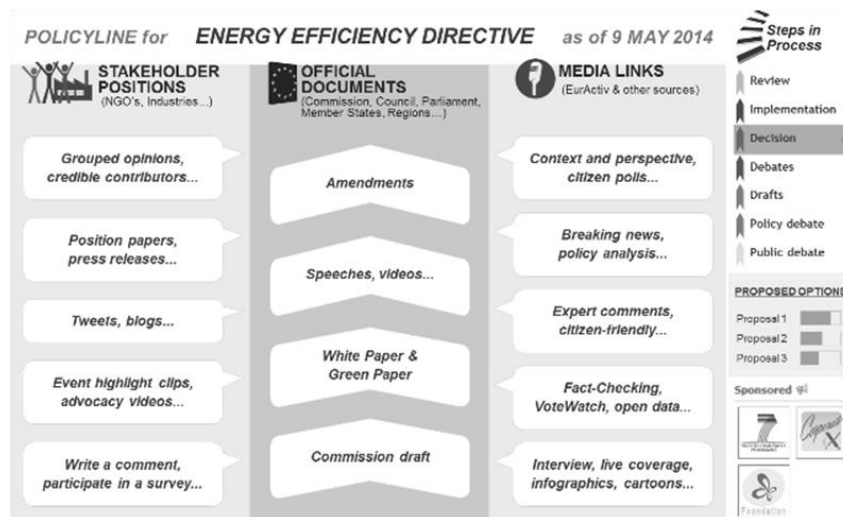 POLICYLINE for ENERGY EFFICIENCY DIRECTIVE as of 9 MAY 2014
STAKEHOLDER
POSITIONS
(NGO's, Industries...)
Grouped opinions,
credible contributors...
Position papers,
press releases...
Tweets, blogs...
Event highlight clips,
advocacy videos...
Write a comment,
participate in a survey...
OFFICIAL
DOCUMENTS
(Commission, Council, Parliament,
Member States, Regions...)
Amendments
Speeches, videos...
White Paper &
Green Paper
Commission draft
MEDIA LINKS
(EurActiv & other sources)
Context and perspective,
citizen polls...
Breaking news,
policy analysis...
Expert comments,
citizen-friendly...
Fact-Checking,
VoteWatch, open data...
Interview, live coverage,
infographics, cartoons...
Steps in
Process
Review
Implementation
Decision
Debates
Drafts
Policy debate
Public debate
PROPOSED OPTIONS
Proposal 1
Proposal 2
Proposal 3
Sponsored
7
Corporate
X
Foundation